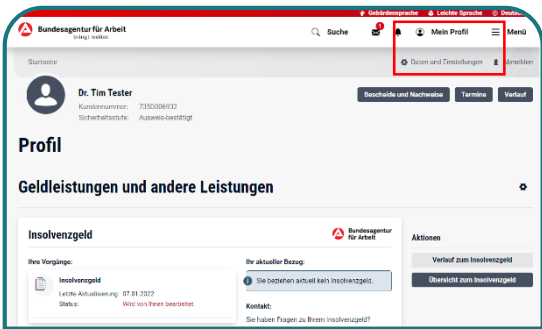 Gebärdensprache Leichte Sprache Deutsch
Bundesagentur für Arbeit
bringt weiter.
Suche 1 Mein Profil Menü
Startseite Daten und Einstellungen Abmelden
Dr. Tim Tester
Kundennummer: 735D006932
Sicherheitsstufe: Ausweis-bestätigt
Bescheide und Nachweise Termine Verlauf
Profil
Geldleistungen und andere Leistungen
Insolvenzgeld
Bundesagentur
für Arbeit
Aktionen
Ihre Vorgänge:
Ihr aktueller Bezug:
Verlauf zum Insolvenzgeld
Insolvenzgeld
Sie beziehen aktuell kein Insolvenzgeld.
Übersicht zum Insolvenzgeld
Letzte Aktualisierung: 07.01.2022
Status: Wird von Ihnen bearbeitet
Kontakt:
Sie haben Fragen zu Ihrem Insolvenzgeld?